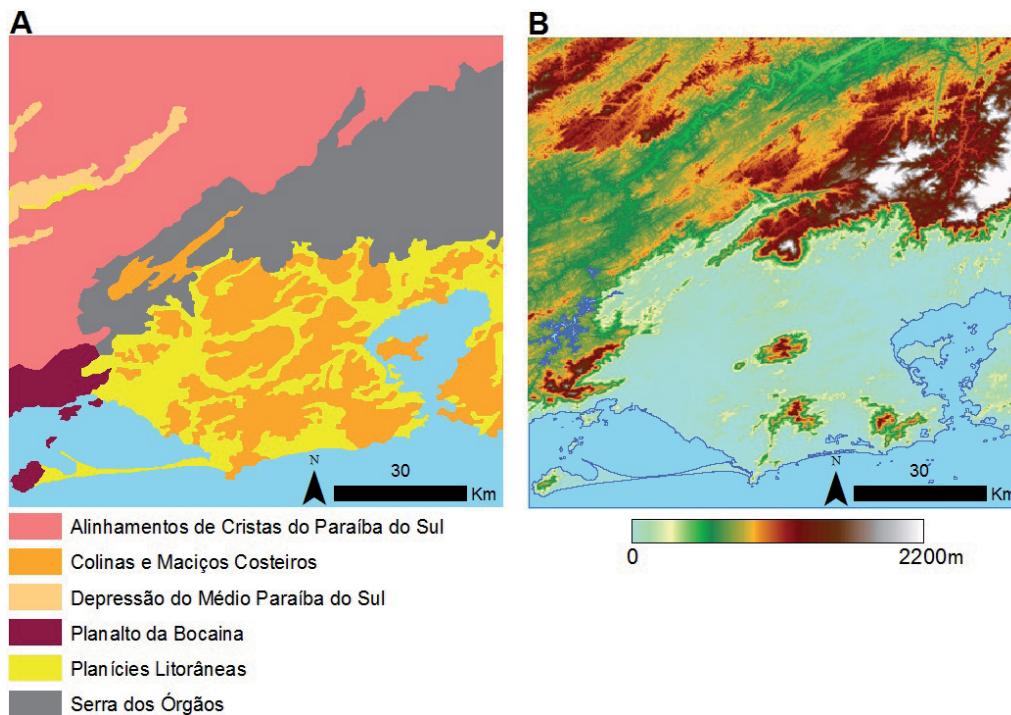 A
B
N
30
Km
N
30
Km
Alinhamentos de Cristas do Paraíba do Sul
Colinas e Maciços Costeiros
Depressão do Médio Paraíba do Sul
Planalto da Bocaina
Planícies Litorâneas
Serra dos Órgãos
0
2200m